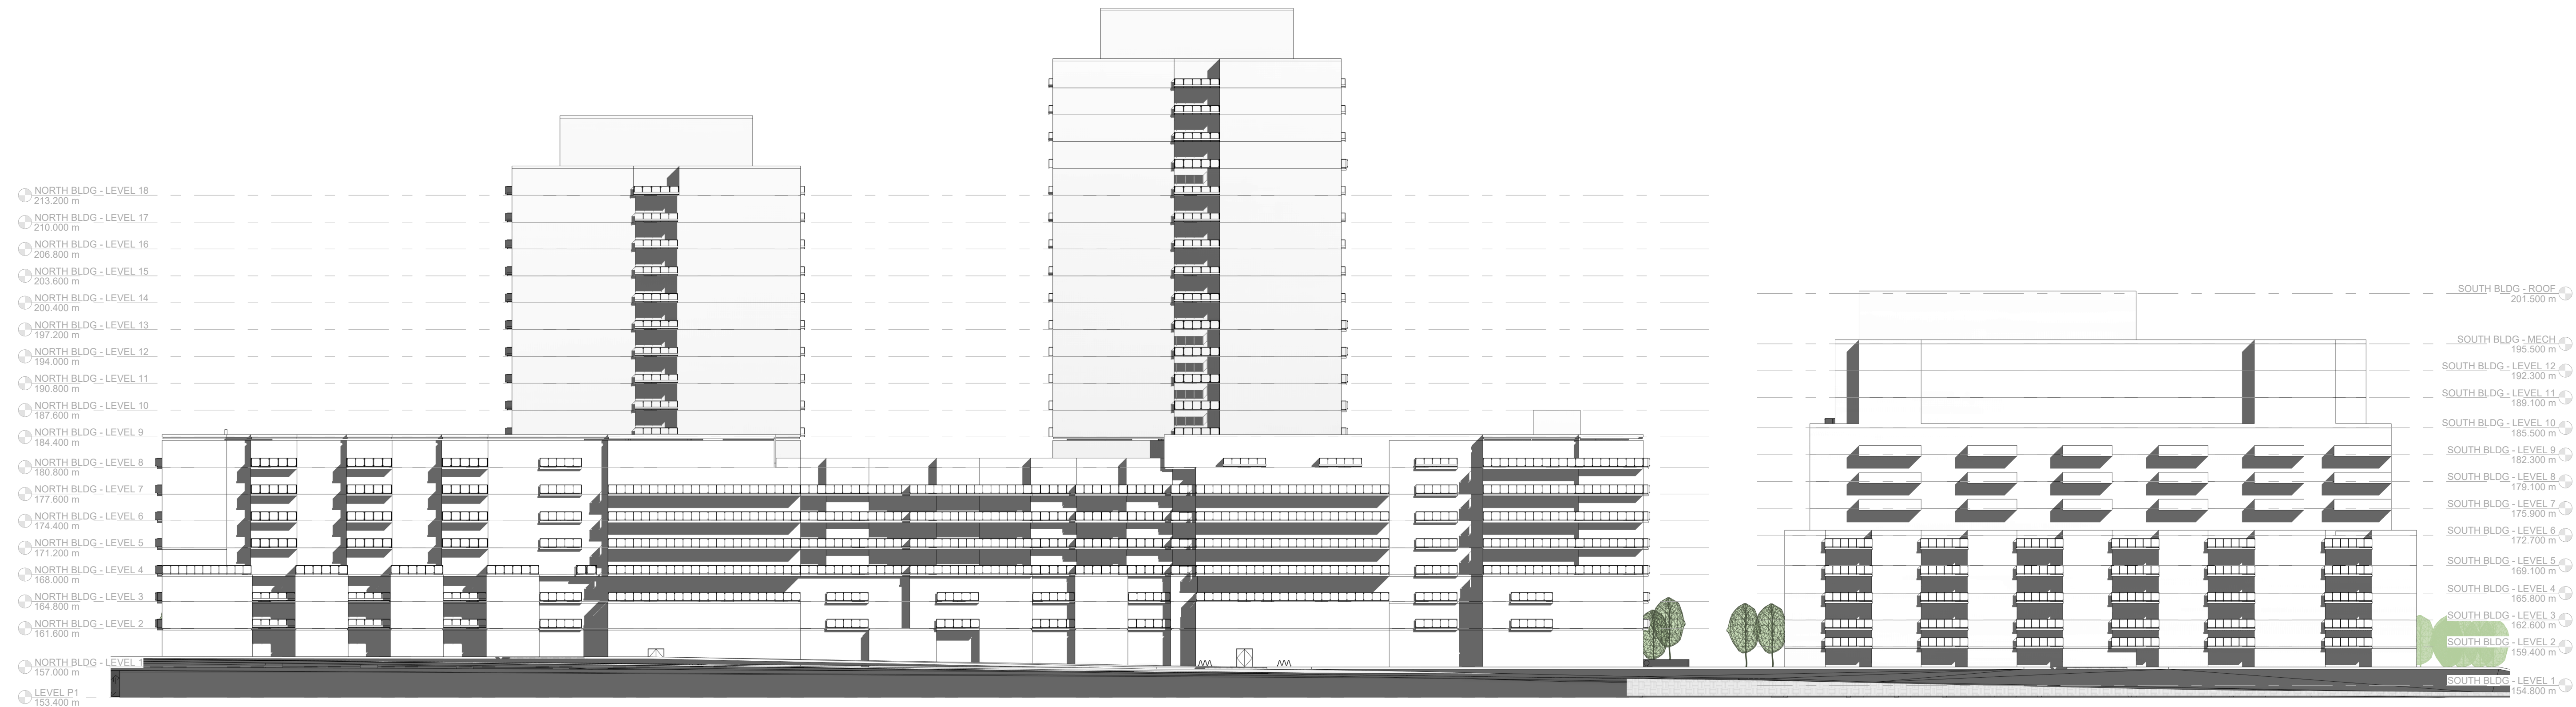 NORTH BLDG - LEVEL 18
213.200 m
NORTH BLDG - LEVEL 17
210.000 m
NORTH BLDG - LEVEL 16
206.800 m
NORTH BLDG - LEVEL 15
203.600 m
NORTH BLDG - LEVEL 14
200.400 m
NORTH BLDG - LEVEL 13
197.200 m
NORTH BLDG - LEVEL 12
194.000 m
NORTH BLDG - LEVEL 11
190.800 m
NORTH BLDG - LEVEL 10
187.600 m
NORTH BLDG - LEVEL 9
184.400 m
NORTH BLDG - LEVEL 8
180.800 m
NORTH BLDG - LEVEL 7
177.600 m
NORTH BLDG - LEVEL 6
174.400 m
NORTH BLDG - LEVEL 5
171.200 m
NORTH BLDG - LEVEL 4
168.000 m
NORTH BLDG - LEVEL 3
164.800 m
NORTH BLDG - LEVEL 2
161.600 m
NORTH BLDG - LEVEL 1
157.000 m
LEVEL P1
153.400 m
SOUTH BLDG - ROOF
201.500 m
SOUTH BLDG - MECH
195.500 m
SOUTH BLDG - LEVEL 12
192.300 m
SOUTH BLDG - LEVEL 11
189.100 m
SOUTH BLDG - LEVEL 10
185.500 m
SOUTH BLDG - LEVEL 9
182.300 m
SOUTH BLDG - LEVEL 8
179.100 m
SOUTH BLDG - LEVEL 7
175.900 m
SOUTH BLDG - LEVEL 6
172.700 m
SOUTH BLDG - LEVEL 5
169.100 m
SOUTH BLDG - LEVEL 4
165.800 m
SOUTH BLDG - LEVEL 3
162.600 m
SOUTH BLDG - LEVEL 2
159.400 m
SOUTH BLDG - LEVEL 1
154.800 m